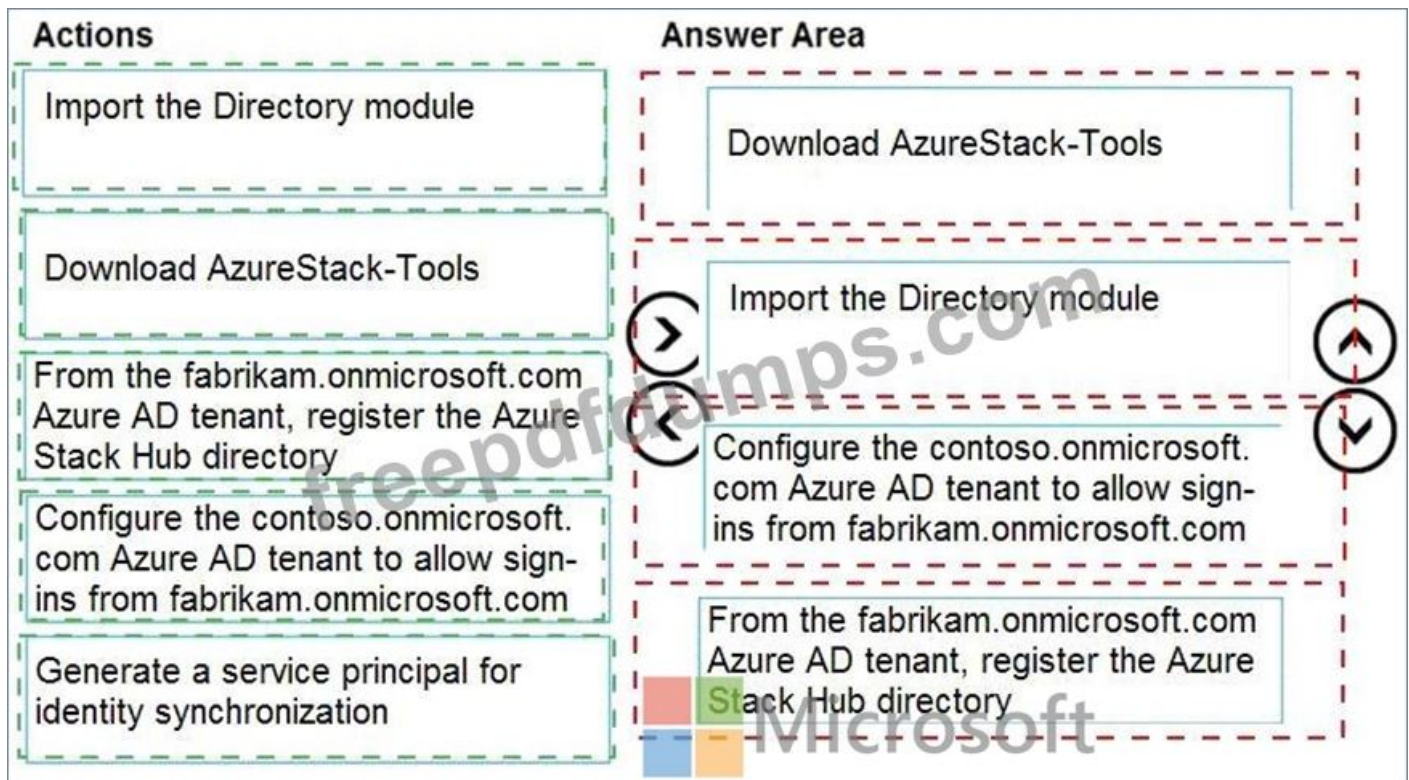 Actions
Import the Directory module
Download AzureStack-Tools
From the fabrikam.onmicrosoft.com
Azure AD tenant, register the Azure
Stack Hub directory
Configure the contoso.onmicrosoft.
com Azure AD tenant to allow sign-
ins from fabrikam.onmicrosoft.com
Generate a service principal for
identity synchronization
Answer Area
Download AzureStack-Tools
Import the Directory module
Configure the contoso.onmicrosoft.
com Azure AD tenant to allow sign-
ins from fabrikam.onmicrosoft.com
From the fabrikam.onmicrosoft.com
Azure AD tenant, register the Azure
Stack Hub directory
freepdfdumps.com
Microsoft